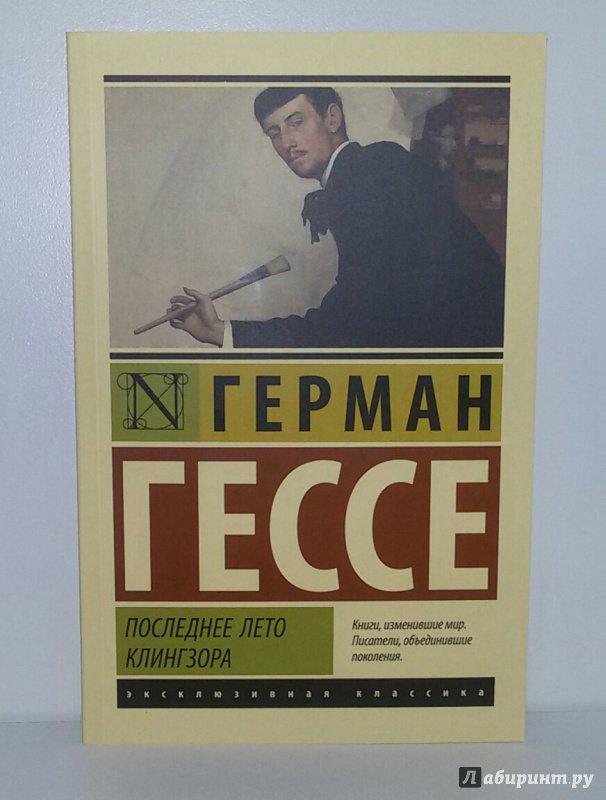 N ГЕРМАН
ГЕССЕ
ПОСЛЕДНЕЕ ЛЕТО
КЛИНГЗОРА
Книги, изменившие мир.
Писатели, объединившие
поколения.
эксклюзивная классика
Лабиринт.ру